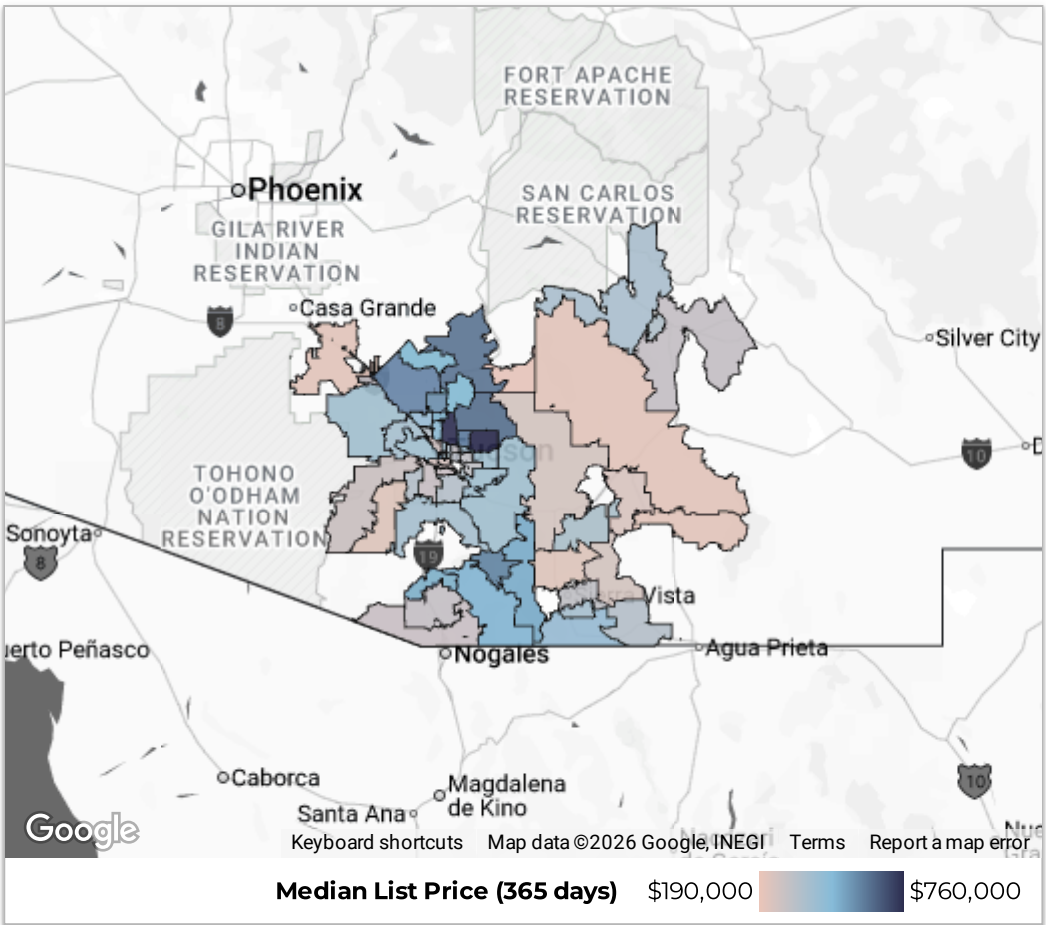 FORT APACHE
RESERVATION
Phoenix
SAN CARLOS
RESERVATION
GILA RIVER
INDIAN
RESERVATION
Casa Grande
8
Silver City
10
TOHONO
O'ODHAM
NATION
RESERVATION
Sonoyta
8
19
Vista
Nogales
Agua Prieta
Caborca
Magdalena
de Kino
Santa Ana
10
Google
Keyboard shortcuts
Map data ©2026 Google, INEGI
Terms
Report a map error
Median List Price (365 days)
$190,000
$760,000